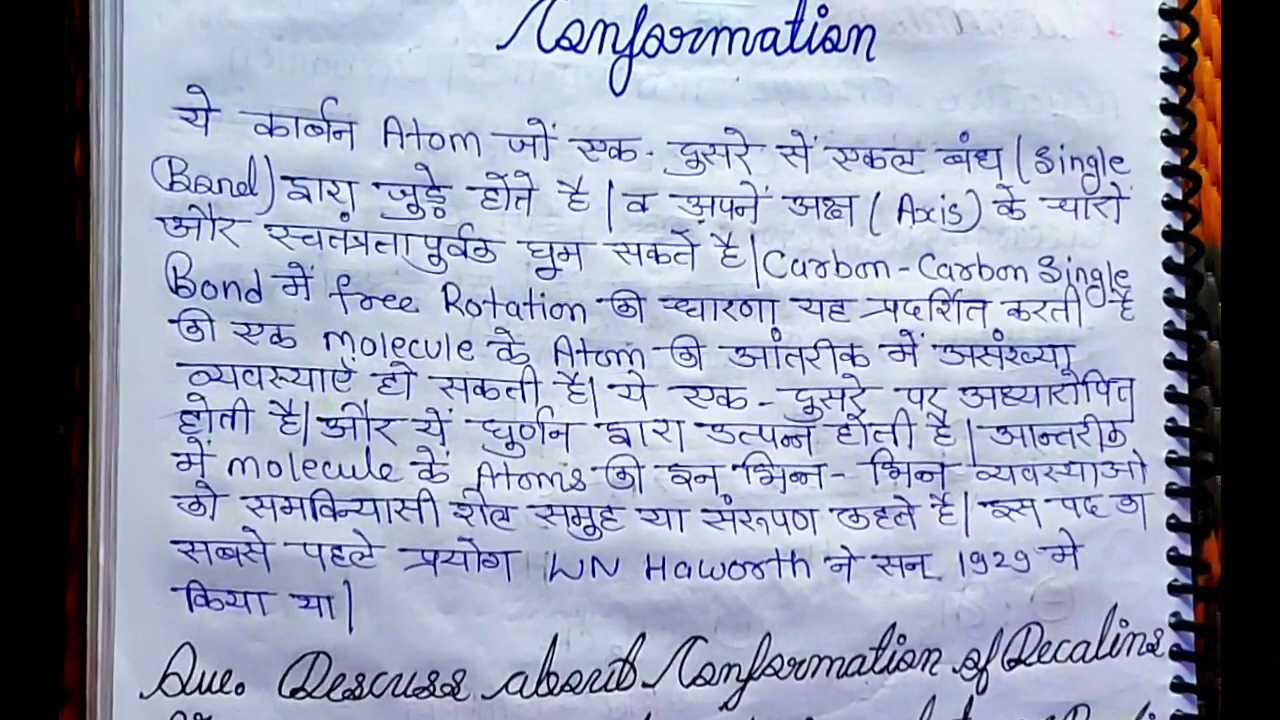 Conformation
ये कार्बन Atom जों एक - दुसरे सें एकल बंध (Single
Bond) द्वारा जुड़े होंते है | व अपनें अक्ष (Axis) के चारों
और स्वतंत्रतापुर्वक घूम सकतें है | Carbon-Carbon Single
Bond में free Rotation की धारणा यह प्रदर्शित करती है
की एक molecule के Atom की आंतरीक में असंख्या
व्यवस्थाएँ हो सकती है | ये एक - दुसरे पर अध्यारोपित
होती है | और यें घुर्णन द्वारा उत्पन्न होती है | आन्तरीक
में molecule के Atoms की इन भिन्न - भिन्न व्यवस्थाओ
को समविन्यासी शील समुह या संरूपण कहते है | इस पद का
सबसे पहले प्रयोग WN Haworth ने सन् 1929 मे
किया था |
Que. Discuss about Conformation of Decalins